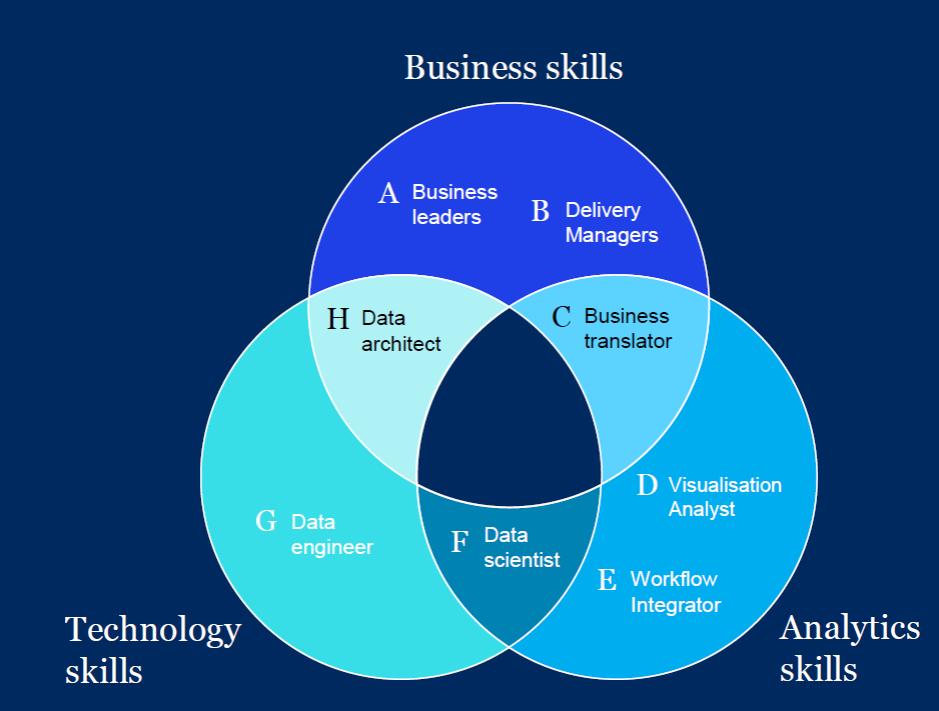 Business skills
A Business
leaders
B Delivery
Managers
H Data
architect
C Business
translator
D Visualisation
Analyst
G Data
engineer
F Data
scientist
E Workflow
Integrator
Technology
skills
Analytics
skills